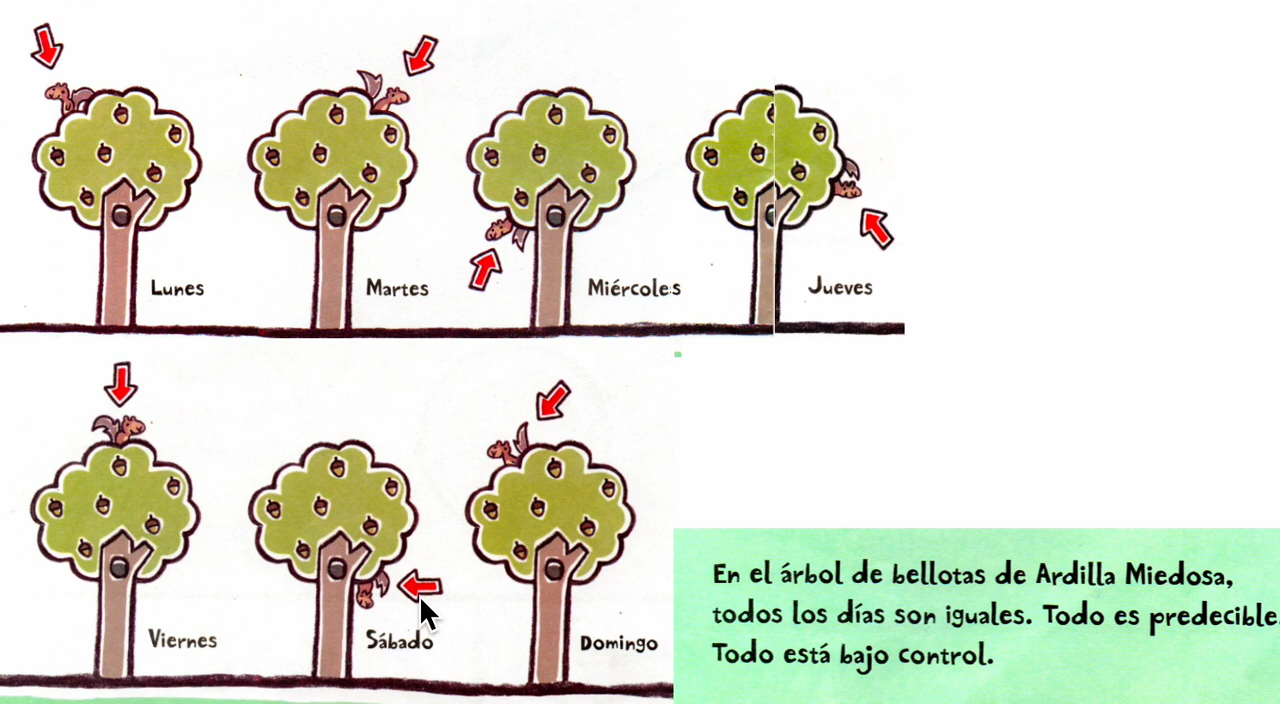 Lunes
Martes
Miércoles
Jueves
Viernes
Sábado
Domingo
En el árbol de bellotas de Ardilla Miedosa,
todos los días son iguales. Todo es predecible.
Todo está bajo control.